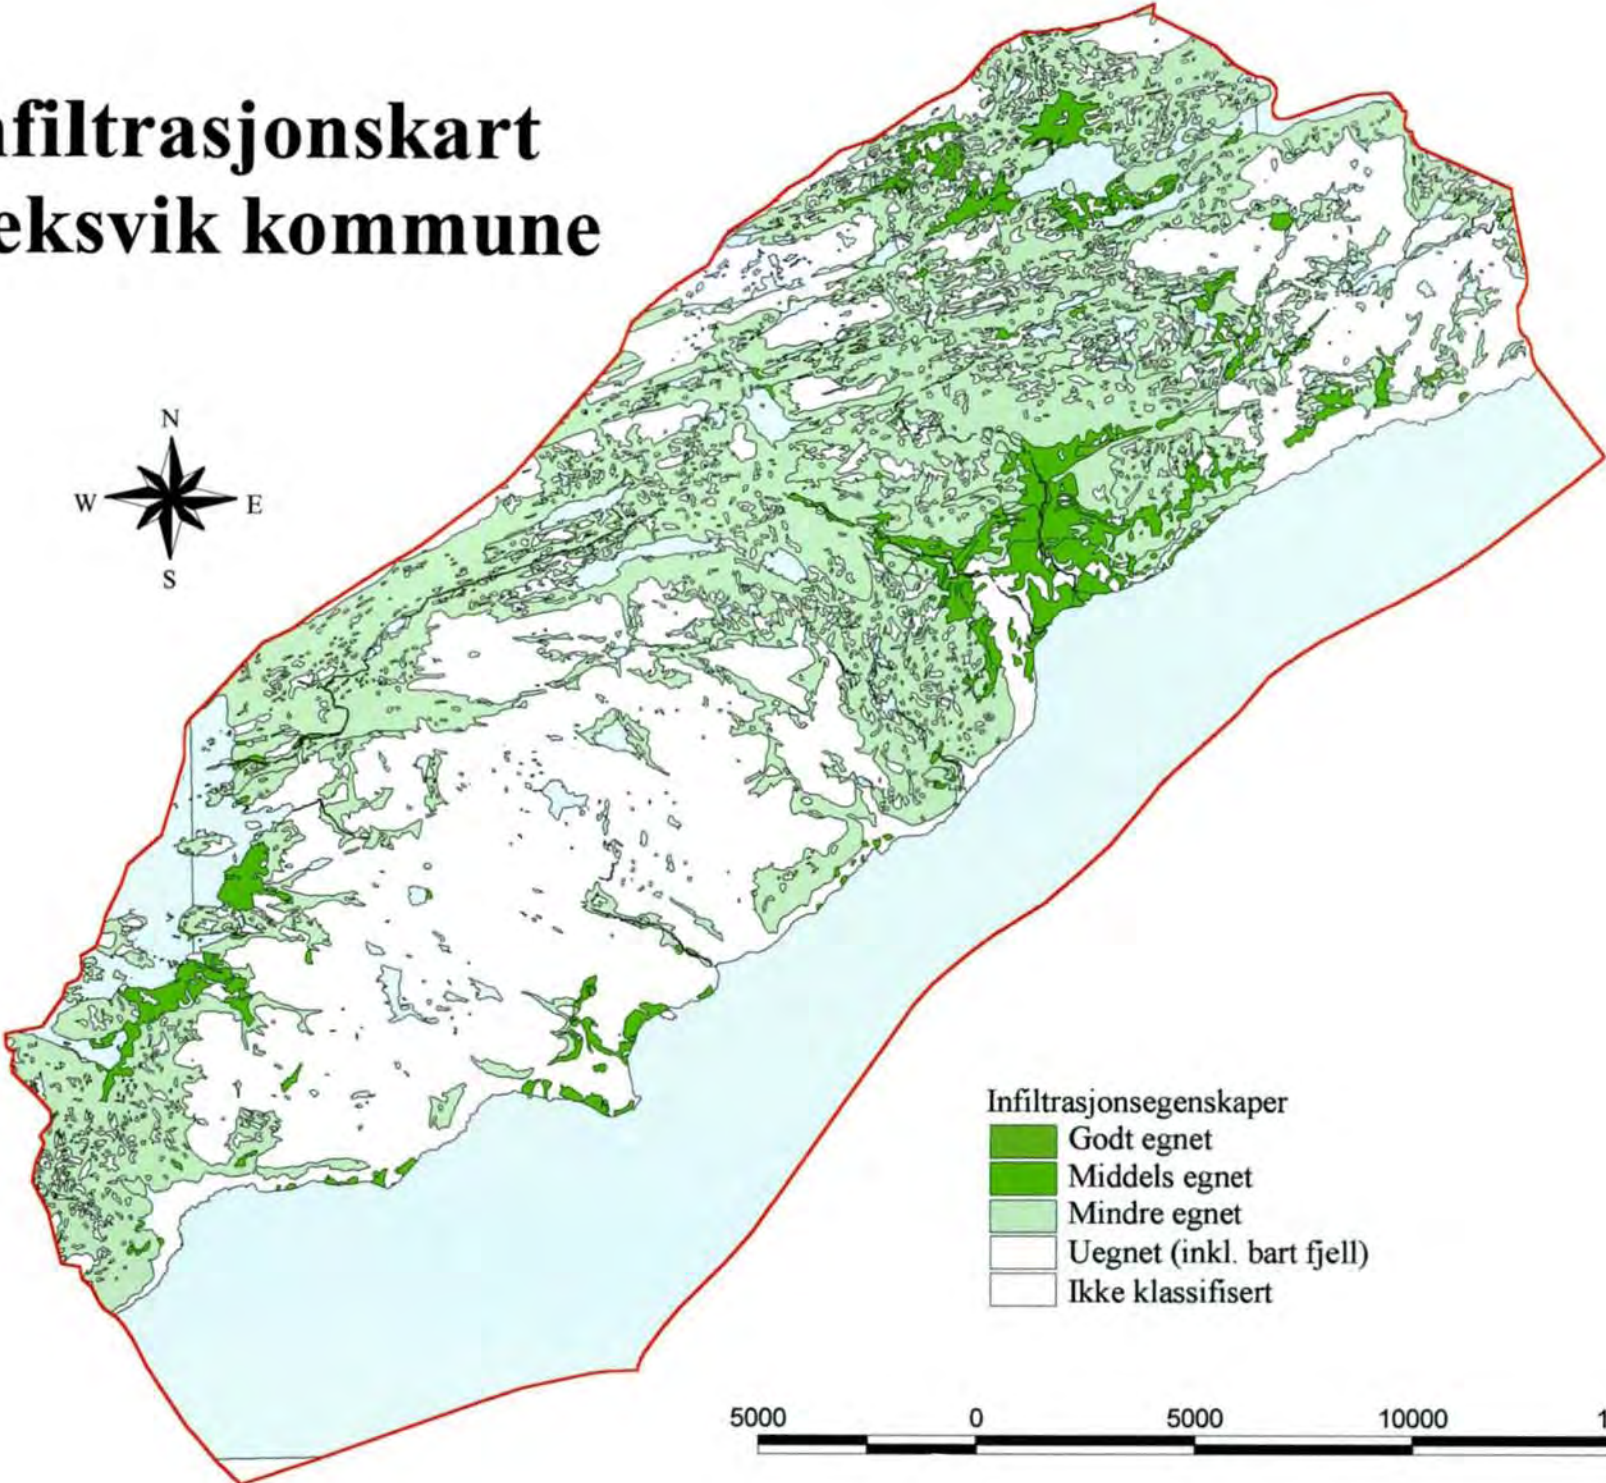 nfiltrasjonskart
eksvik kommune
N
W
E
S
Infiltrasjonsegenskaper
Godt egnet
Middels egnet
Mindre egnet
Uegnet (inkl. bart fjell)
Ikke klassifisert
5000 0 5000 10000 1